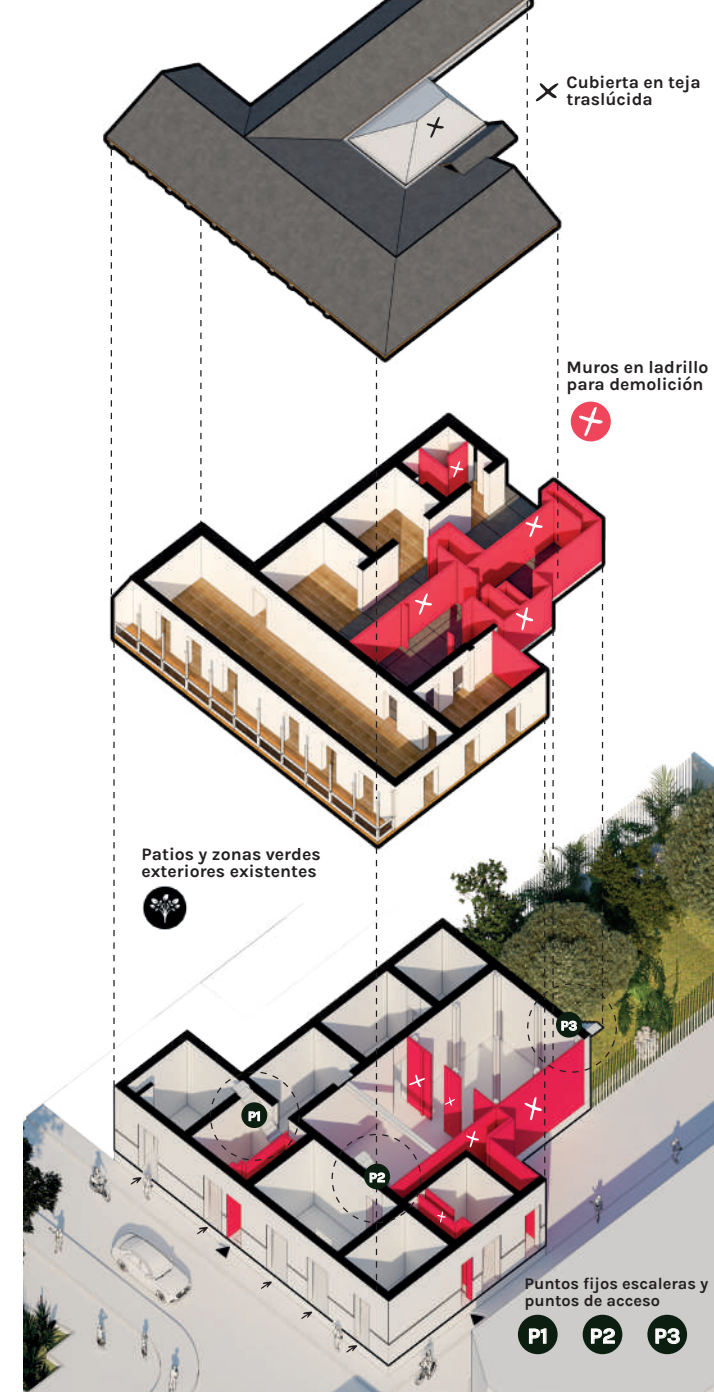 Cubierta en teja
traslúcida
Muros en ladrillo
para demolición
Patios y zonas verdes
exteriores existentes
P3
P1
P2
Puntos fijos escaleras y
puntos de acceso
P1 P2 P3